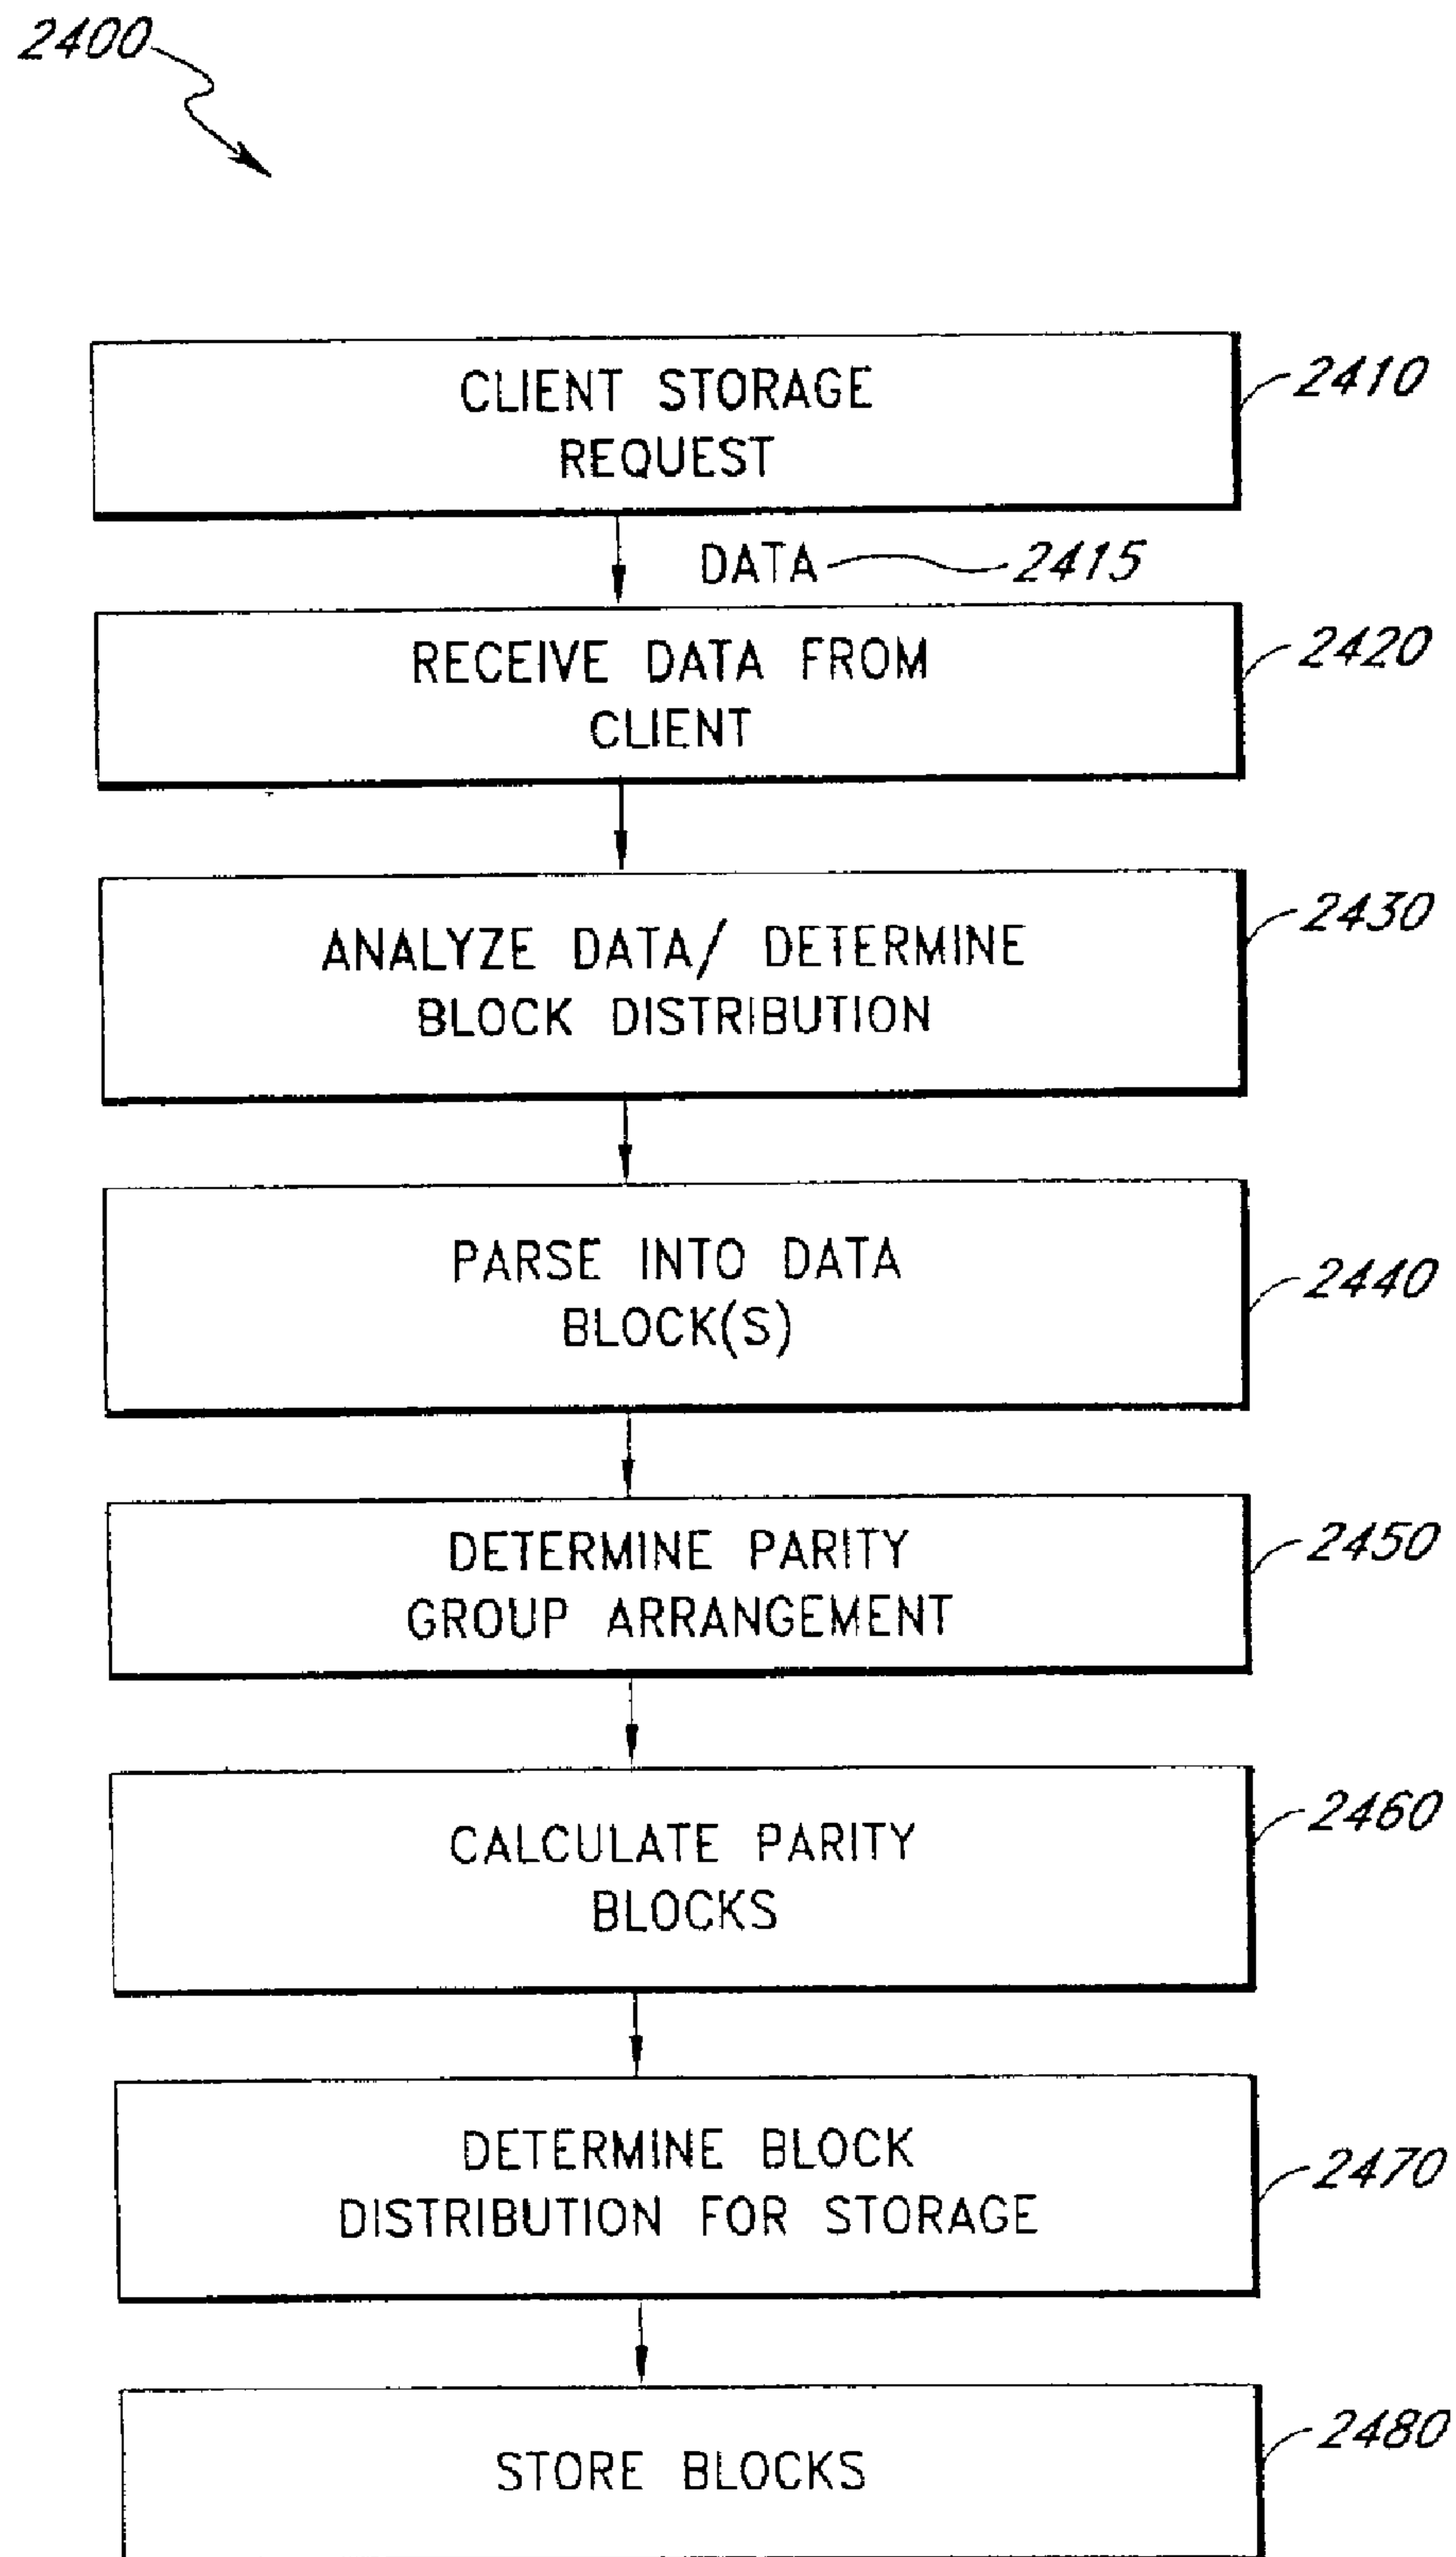 2400
CLIENT STORAGE
REQUEST
2410
DATA
2415
RECEIVE DATA FROM
CLIENT
2420
ANALYZE DATA/ DETERMINE
BLOCK DISTRIBUTION
2430
PARSE INTO DATA
BLOCK(S)
2440
DETERMINE PARITY
GROUP ARRANGEMENT
2450
CALCULATE PARITY
BLOCKS
2460
DETERMINE BLOCK
DISTRIBUTION FOR STORAGE
2470
STORE BLOCKS
2480